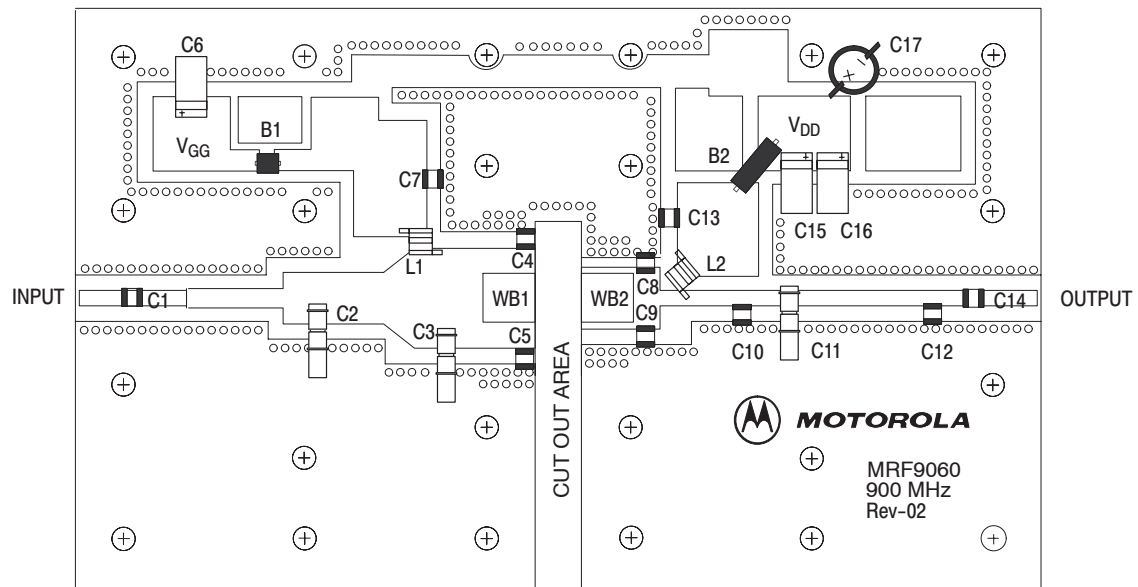 C6
C17
B1
VGG
VDD
B2
C7
C13
C15 C16
L1
C4
L2
C8
INPUT
C1
WB1
WB2
C14
OUTPUT
C2
C3
C5
C9
C10
C11
C12
CUT OUT AREA
MOTOROLA
MRF9060
900 MHz
Rev-02